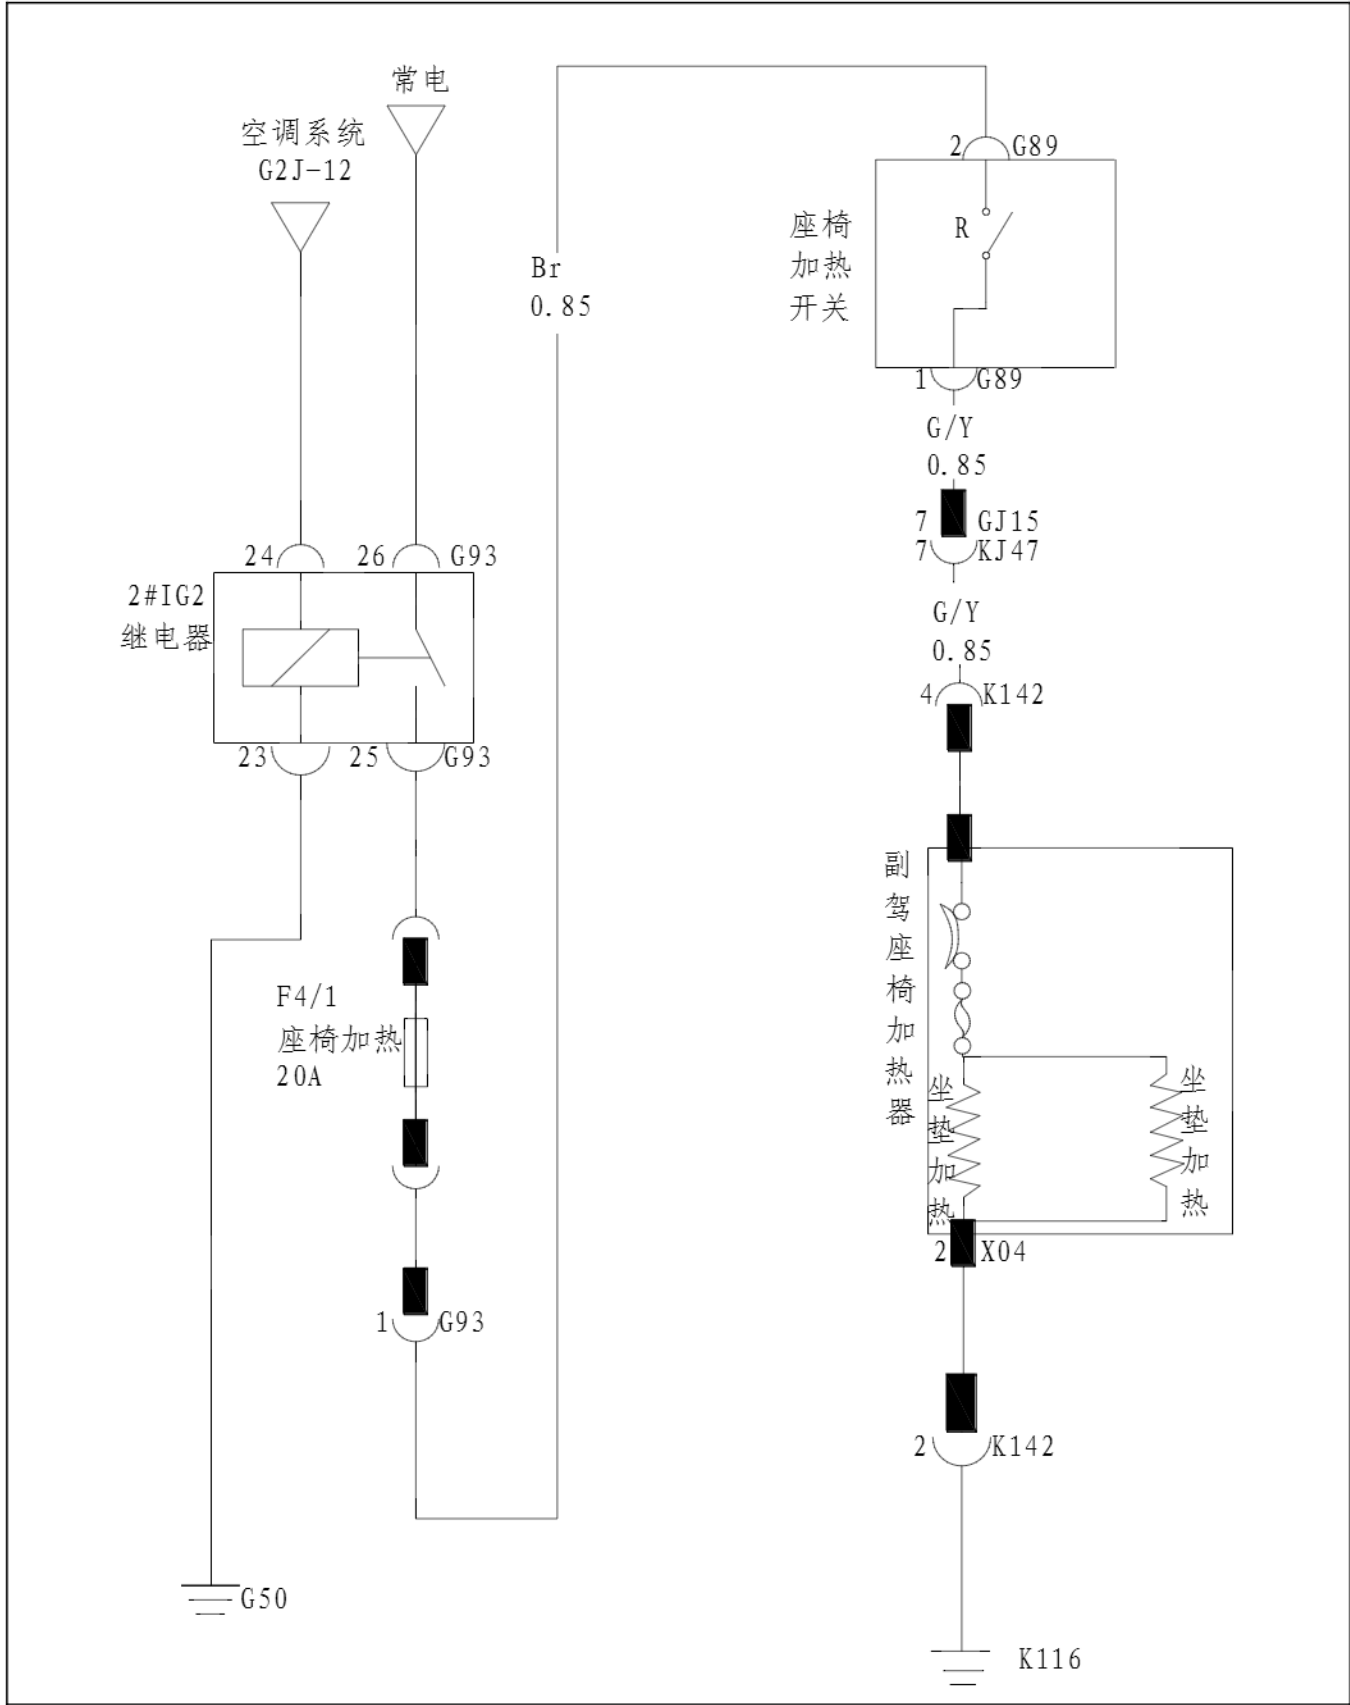 常电
空调系统
G2J-12
2 G89
座椅
加热
开关
R
Br
0.85
1 G89
G/Y
0.85
7 GJ15
7 KJ47
24 26 G93
2#IG2
继电器
G/Y
0.85
4 K142
23 25 G93
副驾座椅加热器
F4/1
座椅加热
20A
坐垫加热
坐垫加热
2 X04
1 G93
2 K142
G50
K116